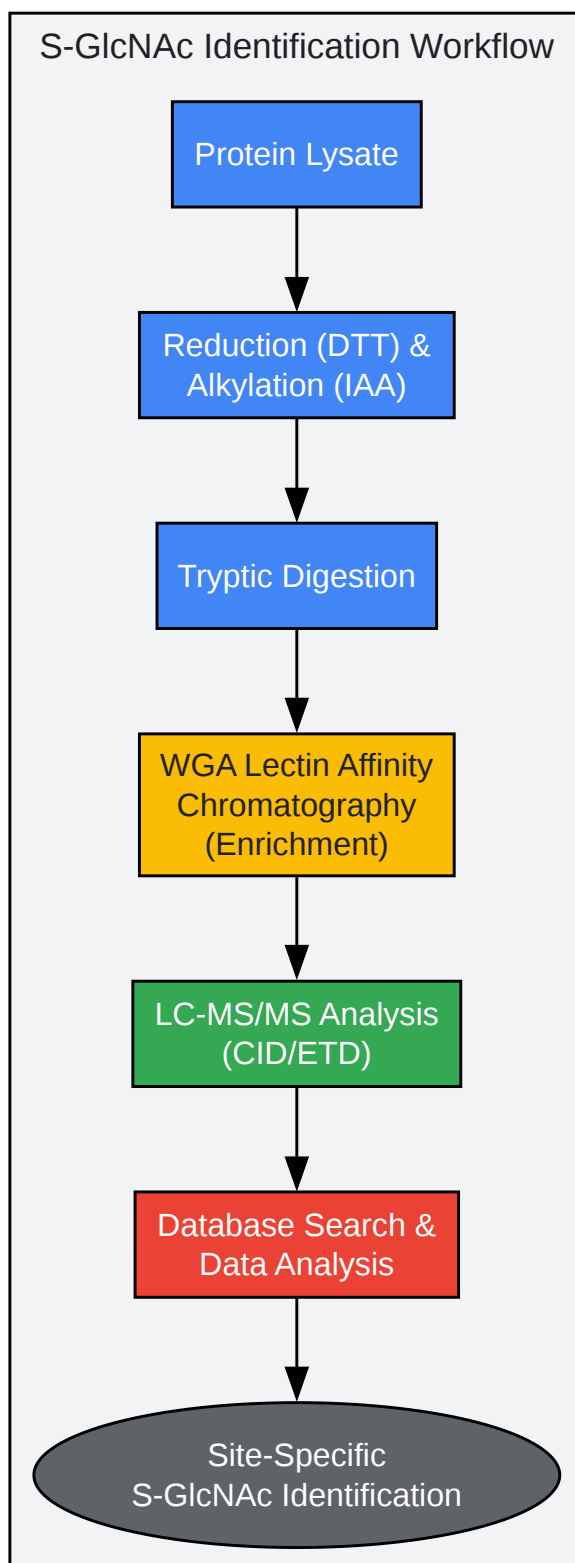 S-GlcNAc Identification Workflow
Protein Lysate
Reduction (DTT) &
Alkylation (IAA)
Tryptic Digestion
WGA Lectin Affinity
Chromatography
(Enrichment)
LC-MS/MS Analysis
(CID/ETD)
Database Search &
Data Analysis
Site-Specific
S-GlcNAc Identification